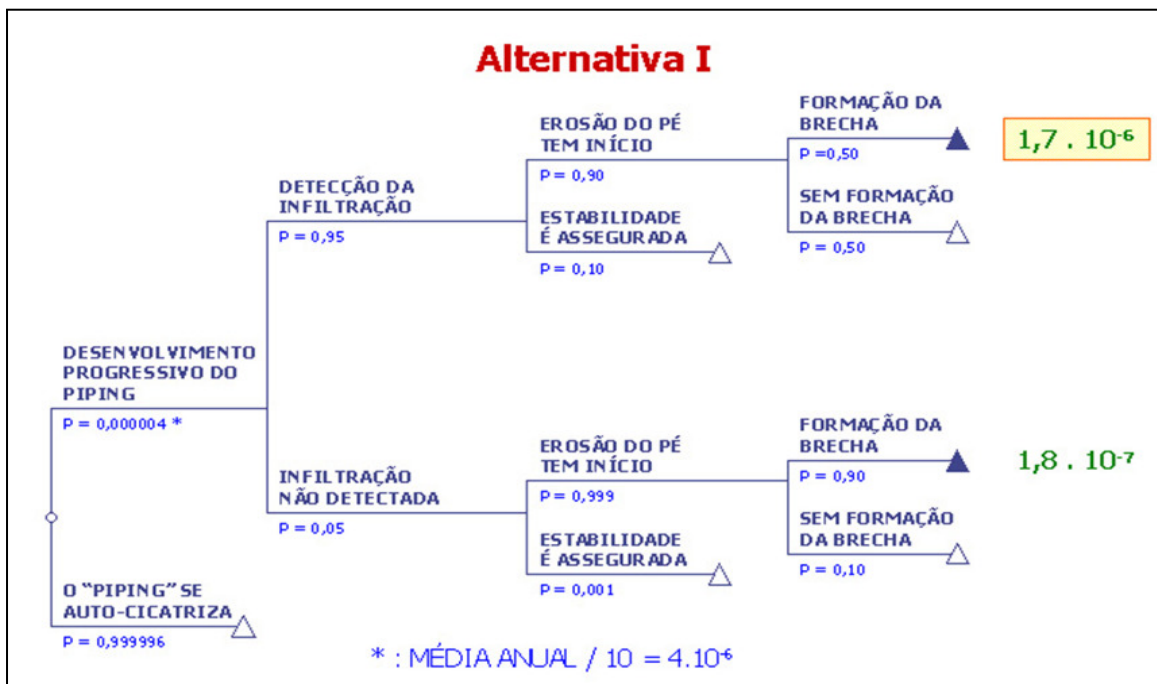 Alternativa I
FORMAÇÃO DA
BRECHA
P =0,50
1,7 . 10⁻⁶
EROSÃO DO PÉ
TEM INÍCIO
P = 0,90
SEM FORMAÇÃO
DA BRECHA
P = 0,50
DETECÇÃO DA
INFILTRAÇÃO
P = 0,95
ESTABILIDADE
É ASSEGURADA
P = 0,10
DESENVOLVIMENTO
PROGRESSIVO DO
PIPING
P = 0,000004 *
FORMAÇÃO DA
BRECHA
P = 0,90
1,8 . 10⁻⁷
EROSÃO DO PÉ
TEM INÍCIO
P = 0,999
INFILTRAÇÃO
NÃO DETECTADA
P = 0,05
SEM FORMAÇÃO
DA BRECHA
P = 0,10
ESTABILIDADE
É ASSEGURADA
P = 0,001
O "PIPING" SE
AUTO-CICATRIZA
P = 0,999996
* : MÉDIA ANUAL / 10 = 4.10⁻⁶